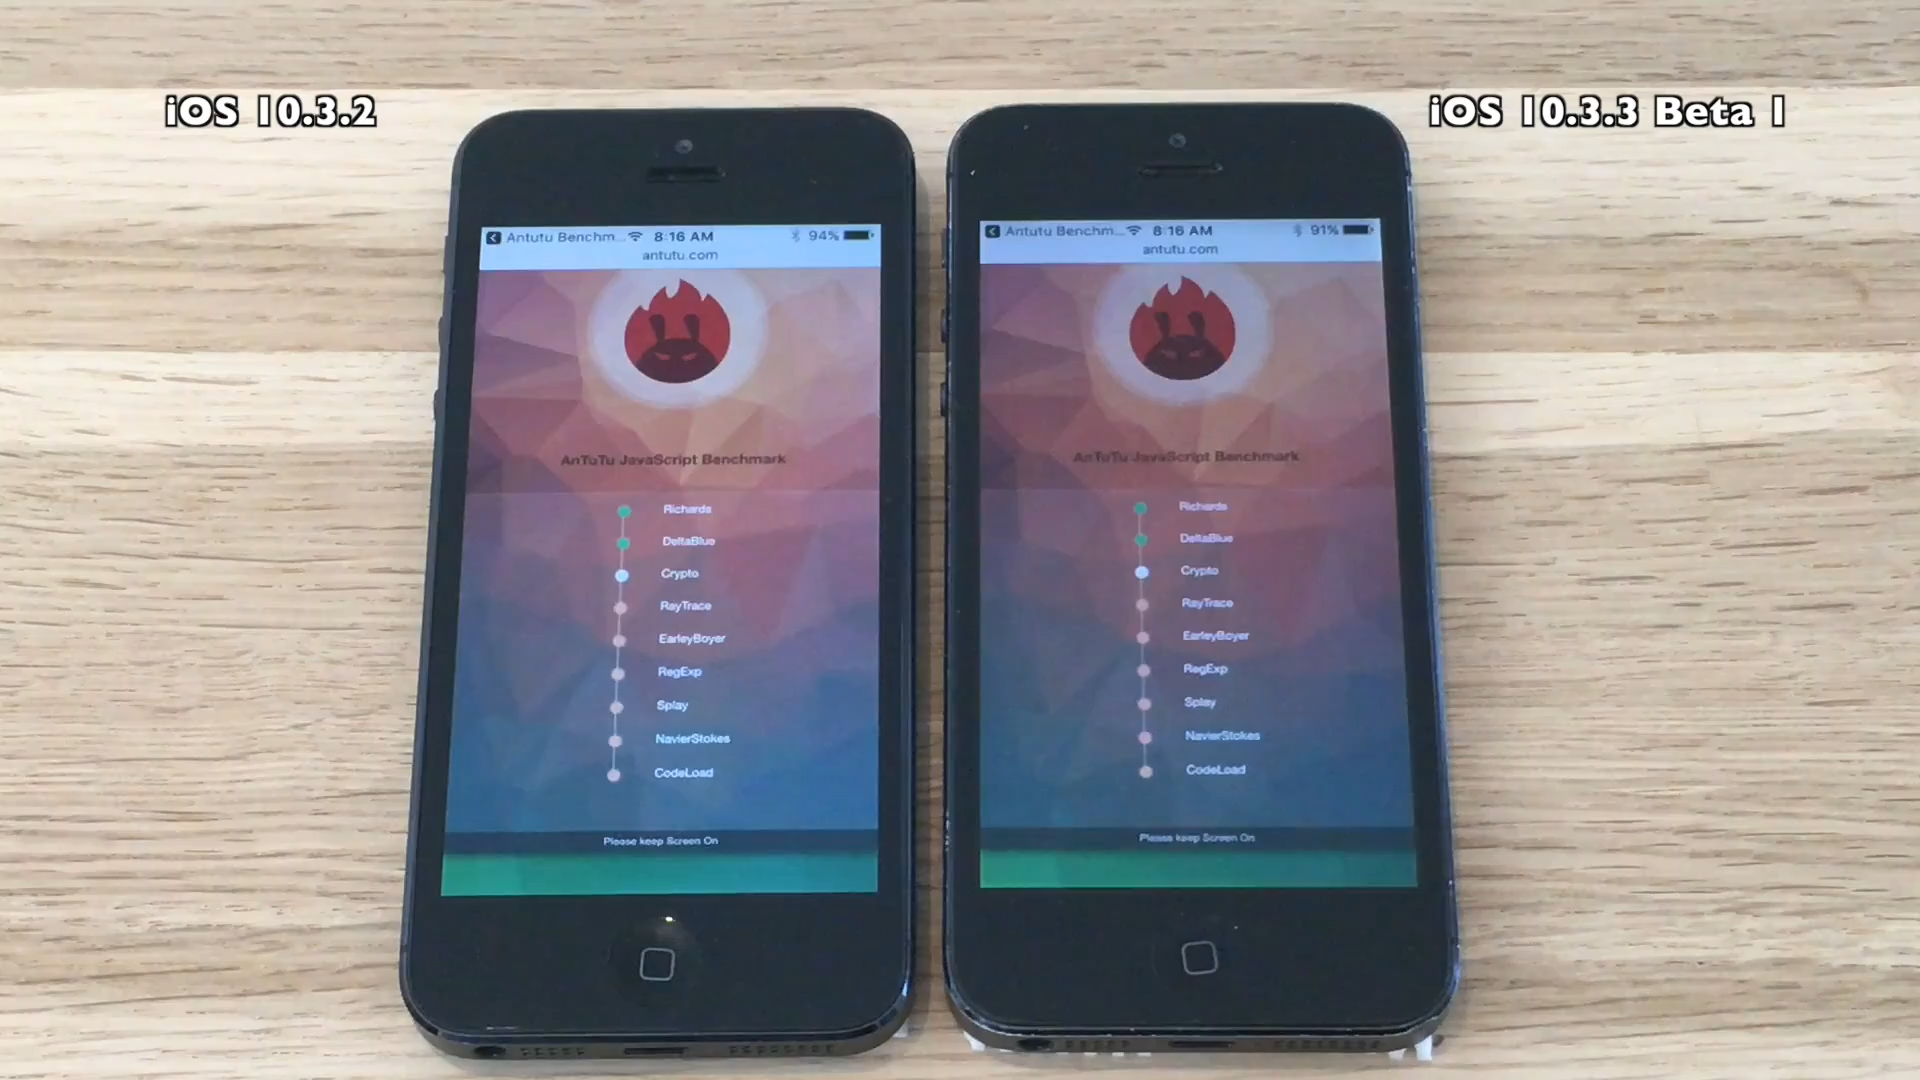 iOS 10.3.2
iOS 10.3.3 Beta 1
Antutu Benchm... 8:16 AM 94%
antutu.com
AnTuTu JavaScript Benchmark
Richards
DeltaBlue
Crypto
RayTrace
EarleyBoyer
RegExp
Splay
NavierStokes
CodeLoad
Please keep Screen On
Antutu Benchm... 8:16 AM 91%
antutu.com
AnTuTu JavaScript Benchmark
Richards
DeltaBlue
Crypto
RayTrace
EarleyBoyer
RegExp
Splay
NavierStokes
CodeLoad
Please keep Screen On